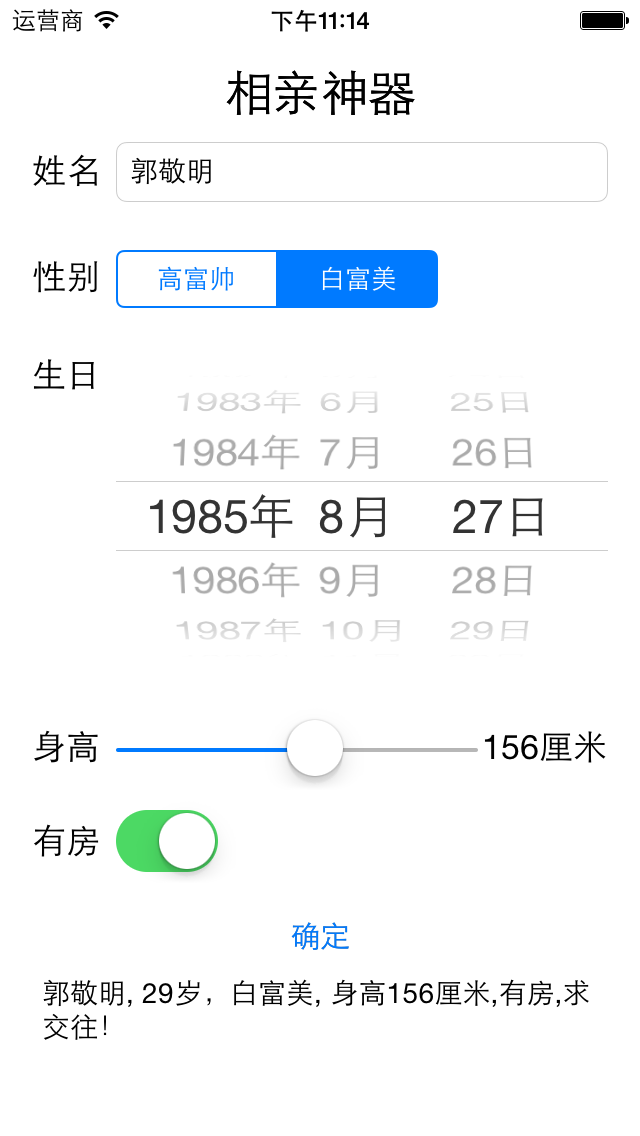 运营商 下午11:14
相亲神器
姓名 郭敬明
性别 高富帅 白富美
生日
1983年 6月 25日
1984年 7月 26日
1985年 8月 27日
1986年 9月 28日
1987年 10月 29日
身高 156厘米
有房
确定
郭敬明, 29岁，白富美, 身高156厘米,有房,求
交往！